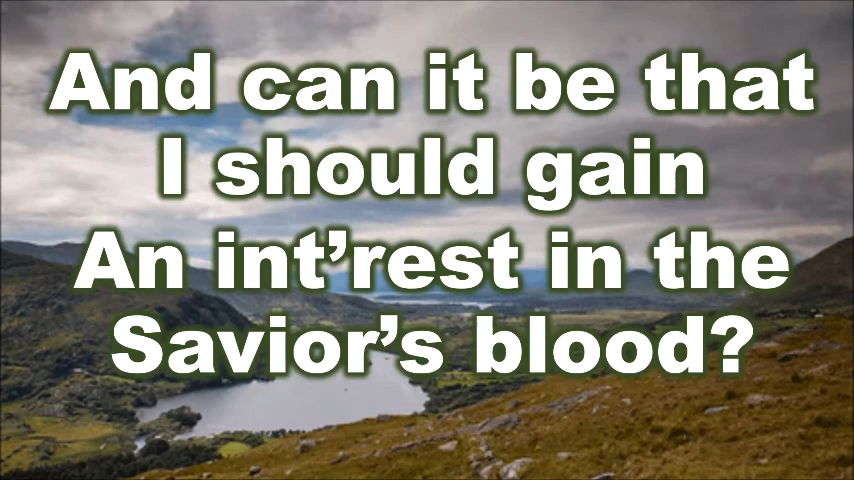 And can it be that
I should gain
An int’rest in the
Savior’s blood?